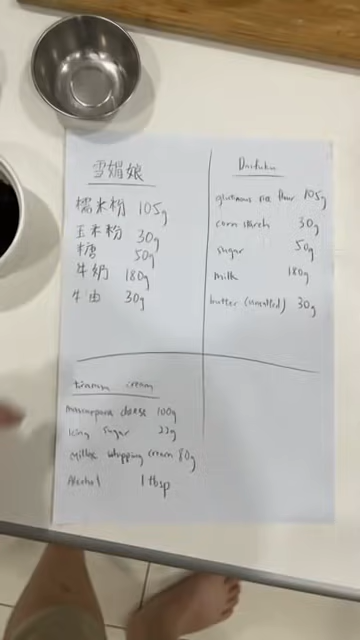 雪媚娘
糯米粉 105g
玉米粉 30g
糖 50g
牛奶 180g
牛油 30g
Daifuku
glutinous rice flour 105g
corn starch 30g
sugar 50g
milk 180g
butter (unsalted) 30g
cream
mascarpone cheese 100g
icing sugar 22g
whipping cream 80g
Alcohol 1 tbsp